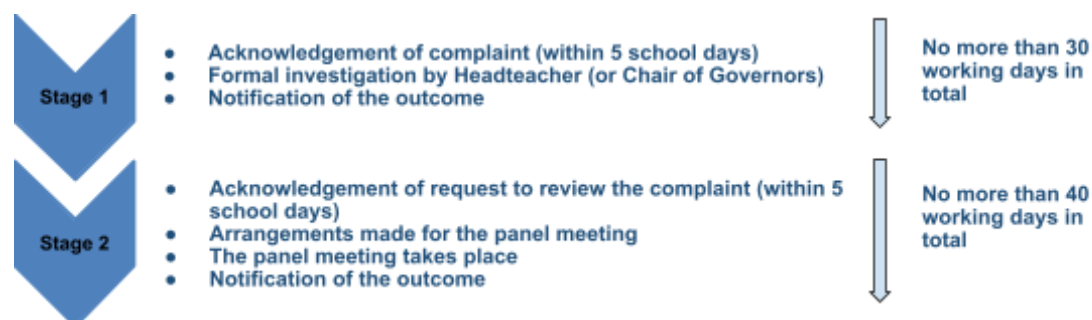 Stage 1
● Acknowledgement of complaint (within 5 school days)
● Formal investigation by Headteacher (or Chair of Governors)
● Notification of the outcome
No more than 30
working days in
total
Stage 2
● Acknowledgement of request to review the complaint (within 5
school days)
● Arrangements made for the panel meeting
● The panel meeting takes place
● Notification of the outcome
No more than 40
working days in
total